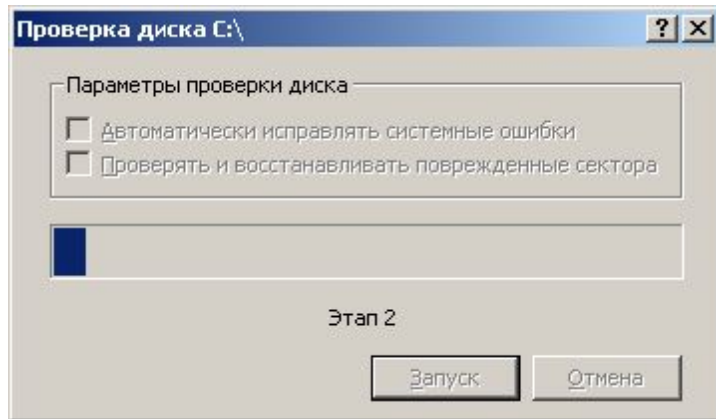 Проверка диска C:\
Параметры проверки диска
Автоматически исправлять системные ошибки
Проверять и восстанавливать поврежденные сектора
Этап 2
Запуск Отмена